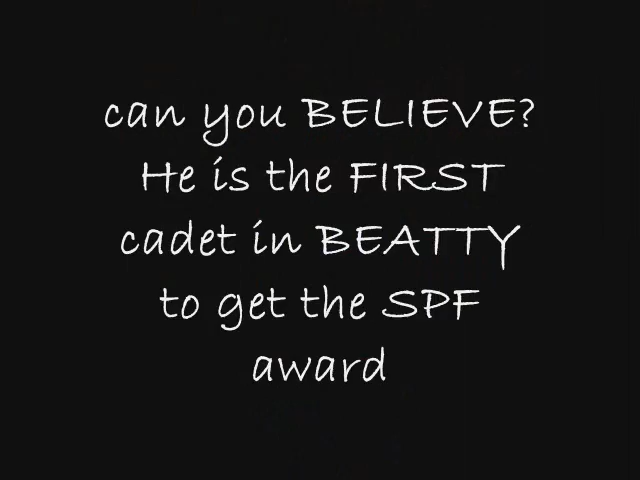 can you BELIEVE?
He is the FIRST
cadet in BEATTY
to get the SPF
award